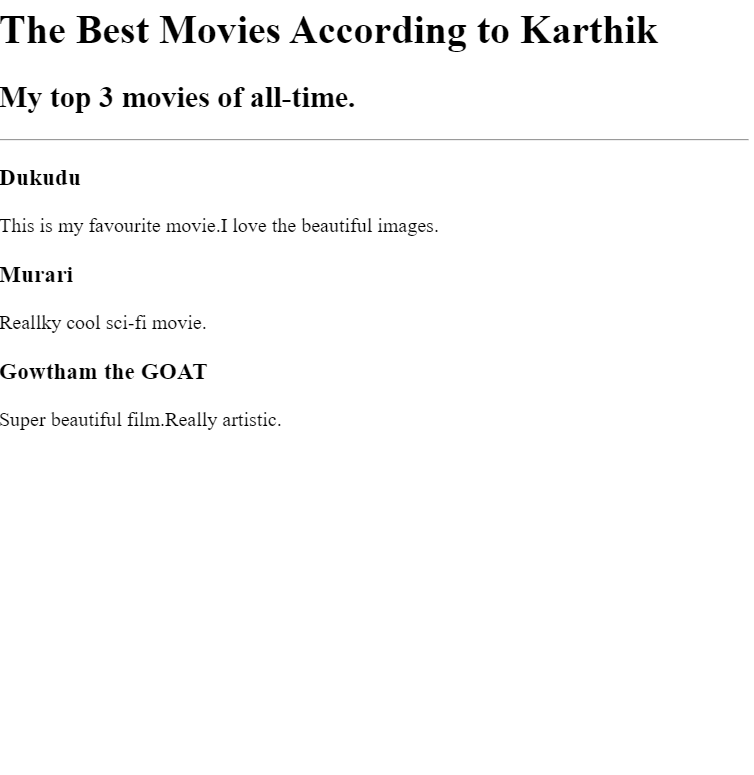 The Best Movies According to Karthik
My top 3 movies of all-time.
Dukudu
This is my favourite movie.I love the beautiful images.
Murari
Reallky cool sci-fi movie.
Gowtham the GOAT
Super beautiful film.Really artistic.